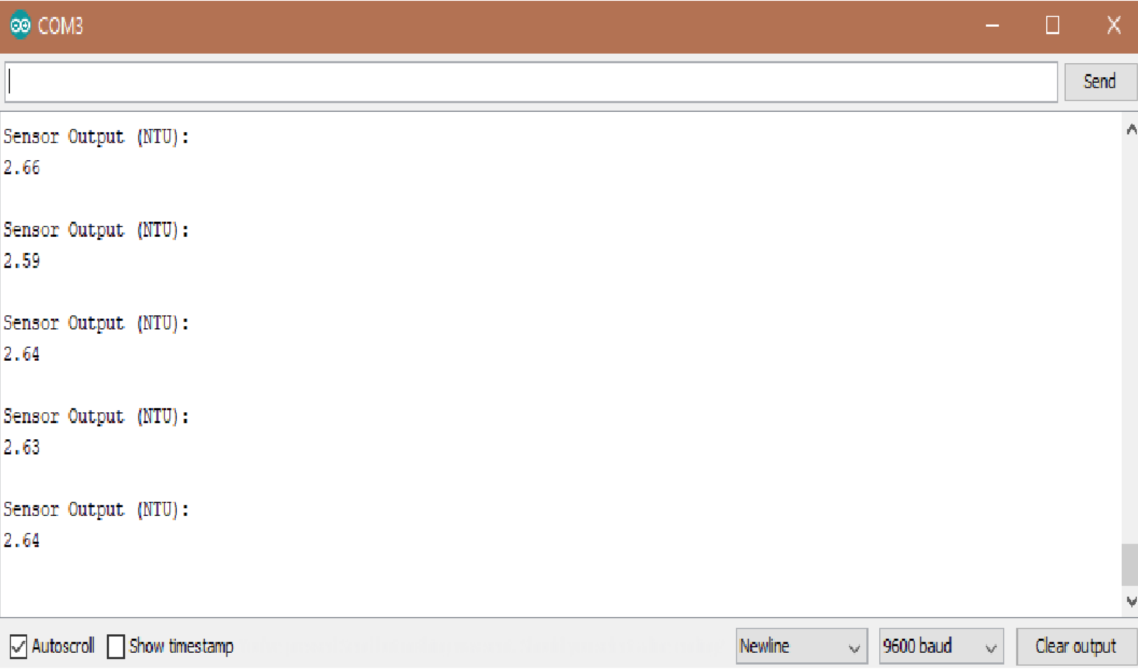 COM3
Send
Sensor Output (NTU):
2.66
Sensor Output (NTU):
2.59
Sensor Output (NTU):
2.64
Sensor Output (NTU):
2.63
Sensor Output (NTU):
2.64
Autoscroll Show timestamp Newline 9600 baud Clear output